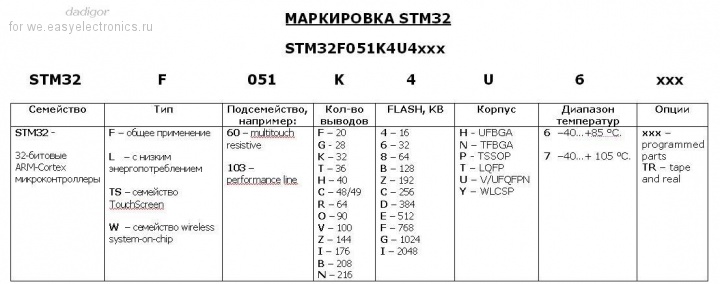 dadigor
for we.easyelectronics.ru
МАРКИРОВКА STM32
STM32F051K4U4xxx
STM32 F 051 K 4 U 6 xxx
Семейство
STM32 -
32-битовые
ARM-Cortex
микроконтроллеры
Тип
F – общее применение
L – с низким
энергопотреблением
TS – семейство
TouchScreen
W – семейство wireless
system-on-chip
Подсемейство,
например:
60 – multitouch
resistive
103 –
performance line
Кол-во
выводов
F – 20
G - 28
K – 32
T – 36
H – 40
C – 48/49
R – 64
O – 90
V – 100
Z – 144
I – 176
B – 208
N – 216
FLASH, KB
4 – 16
6 – 32
8 – 64
B – 128
Z – 192
C – 256
D – 384
E – 512
F – 768
G – 1024
I – 2048
Корпус
H - UFBGA
N – TFBGA
P - TSSOP
T – LQFP
U – V/UFQFPN
Y – WLCSP
Диапазон
температур
6 –40…+85 ºC.
7 –40…+ 105 ºC.
Опции
xxx –
programmed
parts
TR – tape
and real